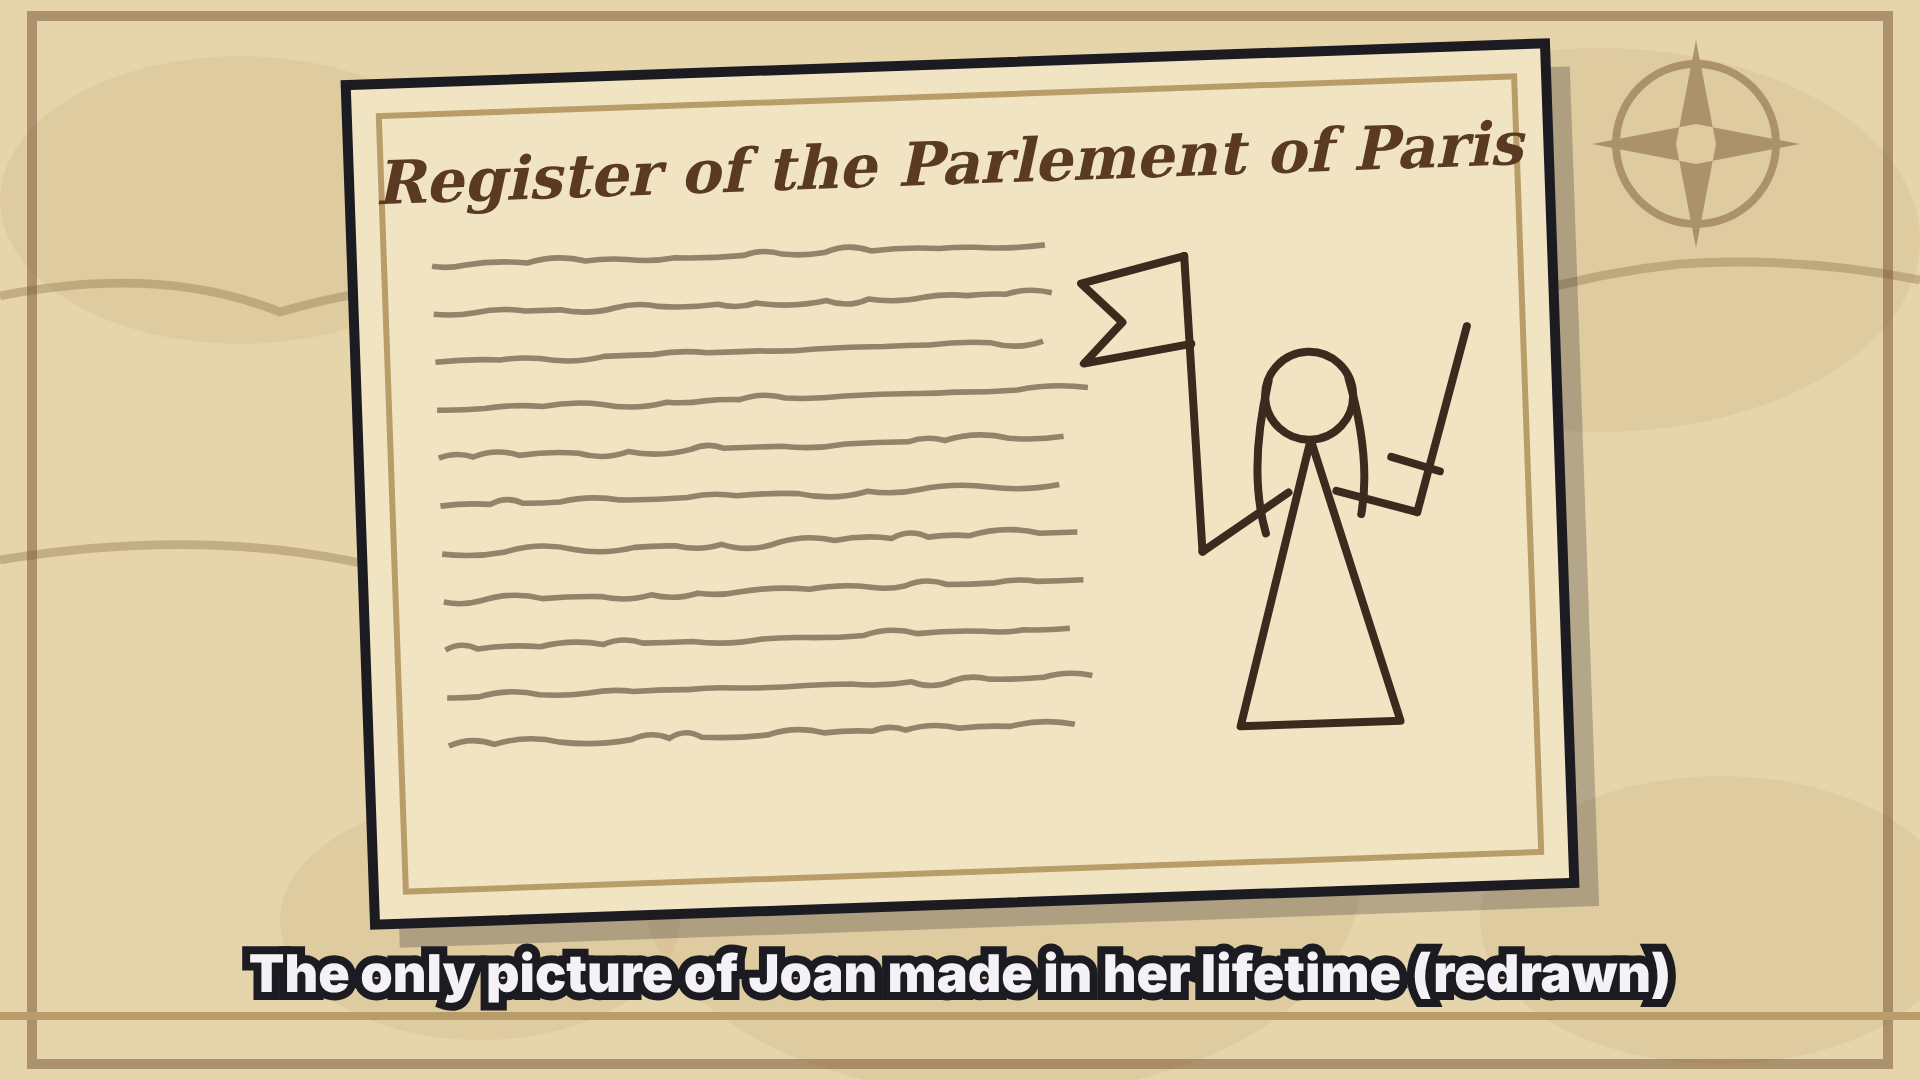 Register of the Parlement of Paris
The only picture of Joan made in her lifetime (redrawn)